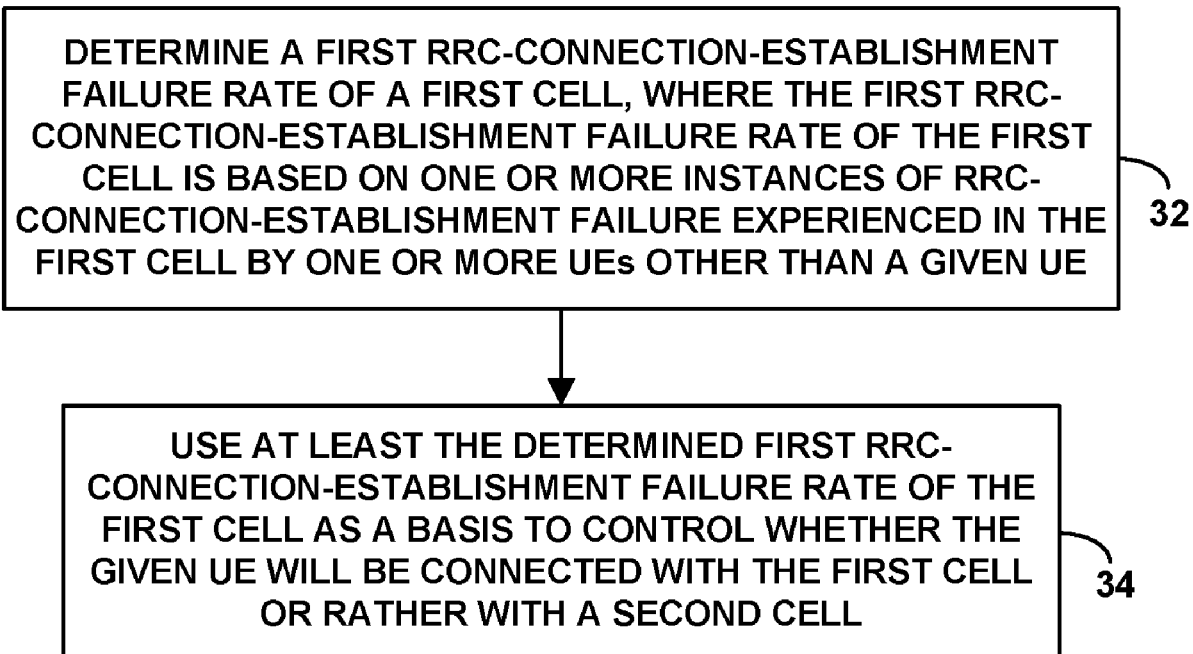 DETERMINE A FIRST RRC-CONNECTION-ESTABLISHMENT
FAILURE RATE OF A FIRST CELL, WHERE THE FIRST RRC-
CONNECTION-ESTABLISHMENT FAILURE RATE OF THE FIRST
CELL IS BASED ON ONE OR MORE INSTANCES OF RRC-
CONNECTION-ESTABLISHMENT FAILURE EXPERIENCED IN THE
FIRST CELL BY ONE OR MORE UEs OTHER THAN A GIVEN UE
32
USE AT LEAST THE DETERMINED FIRST RRC-
CONNECTION-ESTABLISHMENT FAILURE RATE OF THE
FIRST CELL AS A BASIS TO CONTROL WHETHER THE
GIVEN UE WILL BE CONNECTED WITH THE FIRST CELL
OR RATHER WITH A SECOND CELL
34